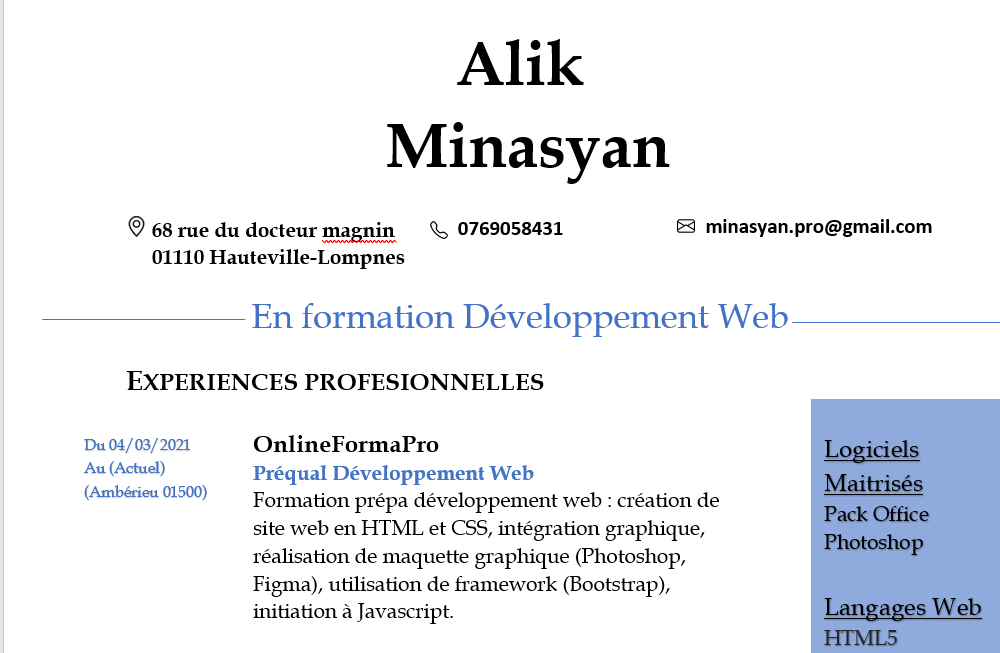 Alik
Minasyan
68 rue du docteur magnin
01110 Hauteville-Lompnes
0769058431
minasyan.pro@gmail.com
En formation Développement Web
EXPERIENCES PROFESIONNELLES
Du 04/03/2021
Au (Actuel)
(Ambérieu 01500)
OnlineFormaPro
Préqual Développement Web
Formation prépa développement web : création de
site web en HTML et CSS, intégration graphique,
réalisation de maquette graphique (Photoshop,
Figma), utilisation de framework (Bootstrap),
initiation à Javascript.
Logiciels
Maitrisés
Pack Office
Photoshop
Langages Web
HTML5